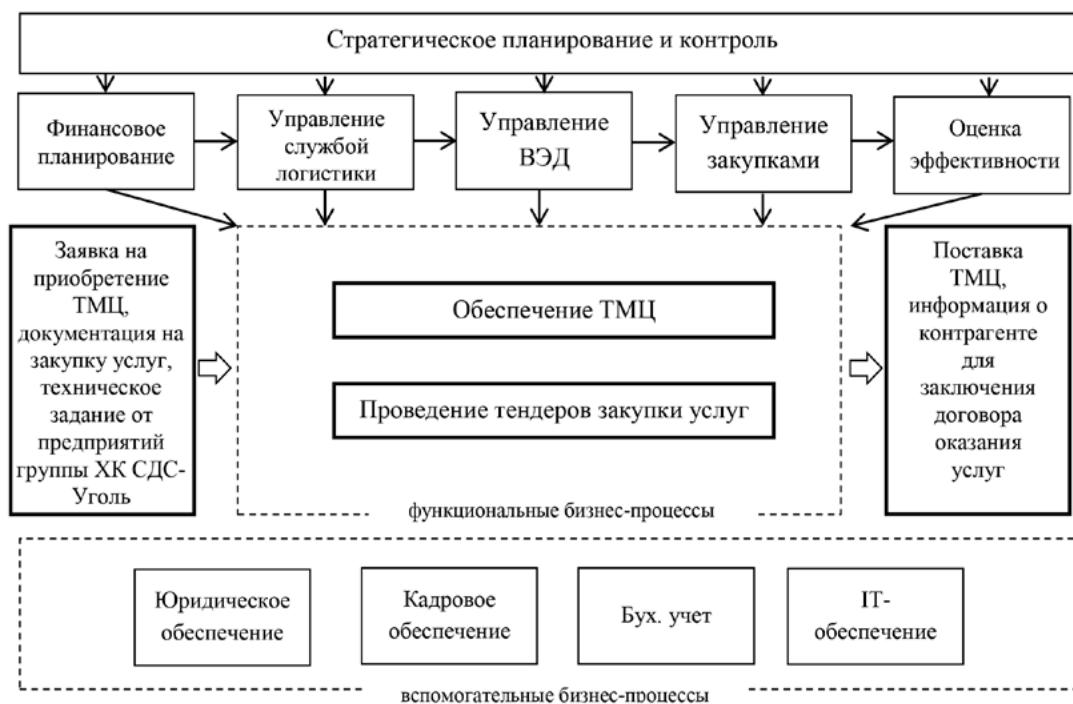 Стратегическое планирование и контроль
Финансовое
планирование
Управление
службой
логистики
Управление
ВЭД
Управление
закупками
Оценка
эффективности
Заявка на
приобретение
ТМЦ,
документация на
закупку услуг,
техническое
задание от
предприятий
группы ХК СДС-
Уголь
Обеспечение ТМЦ
Проведение тендеров закупки услуг
функциональные бизнес-процессы
Поставка
ТМЦ,
информация о
контрагенте
для
заключения
договора
оказания
услуг
Юридическое
обеспечение
Кадровое
обеспечение
Бух. учет
IT-
обеспечение
вспомогательные бизнес-процессы